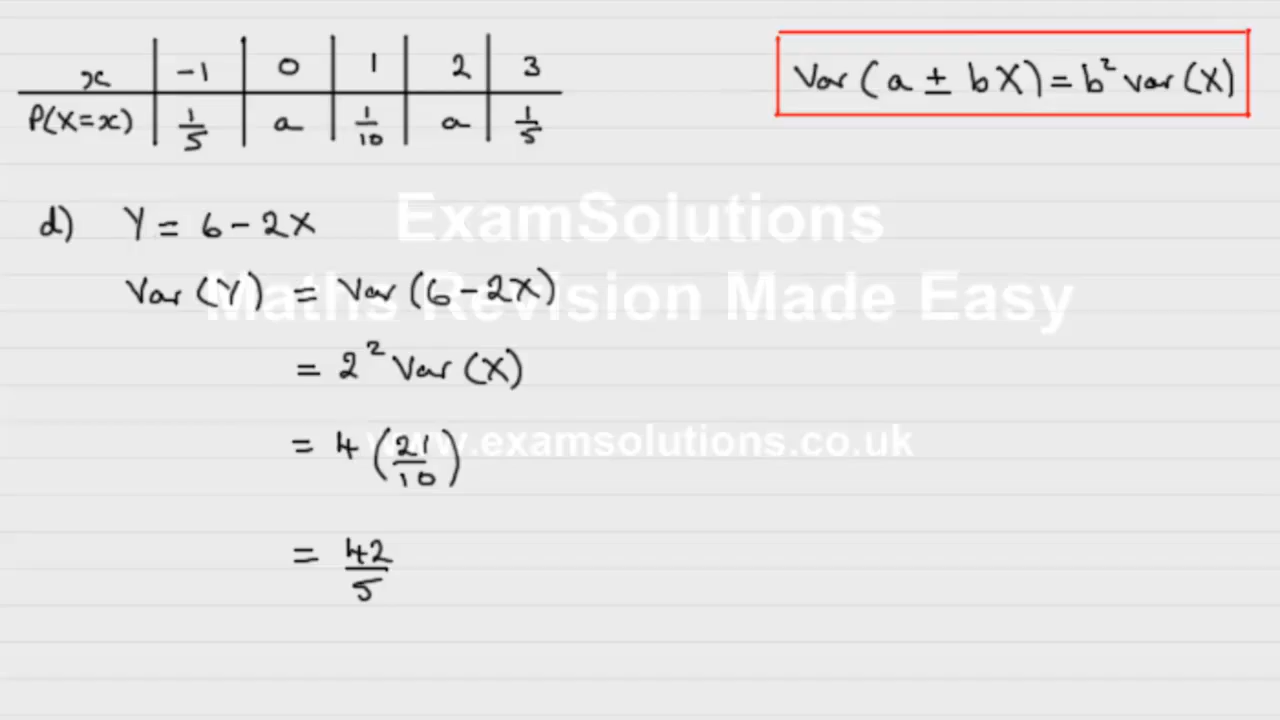 x | -1 | 0 | 1 | 2 | 3
P(X=x) | 1/5 | a | 1/10 | a | 1/5
Var(a ± bX) = b² Var(X)
d) Y = 6 - 2X
ExamSolutions
Var(Y) = Var(6 - 2X)
Maths Revision Made Easy
= 2² Var(X)
= 4(21/10)
www.examsolutions.co.uk
= 42/5